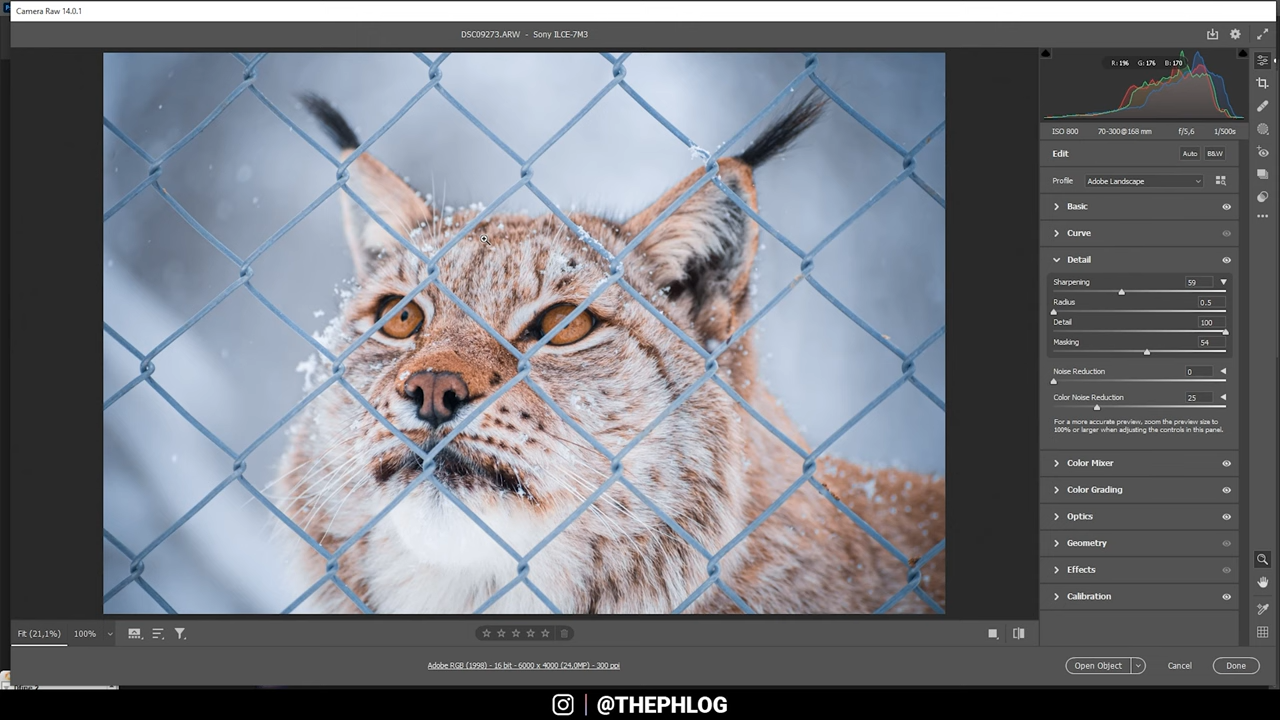 Camera Raw 14.0.1
DSC09273.ARW - Sony ILCE-7M3
R: 196 G: 176 B: 170
ISO 800 70-300@168 mm f/5,6 1/500s
Edit Auto B&W
Profile Adobe Landscape
Basic
Curve
Detail
Sharpening 59
Radius 0.5
Detail 100
Masking 54
Noise Reduction 0
Color Noise Reduction 25
For a more accurate preview, zoom the preview size to
100% or larger when adjusting the controls in this panel.
Color Mixer
Color Grading
Optics
Geometry
Effects
Calibration
Fit (21,1%) 100%
Adobe RGB (1998) - 16 bit - 6000 x 4000 (24.0MP) - 300 ppi
Open Object Cancel Done
@THEPHLOG